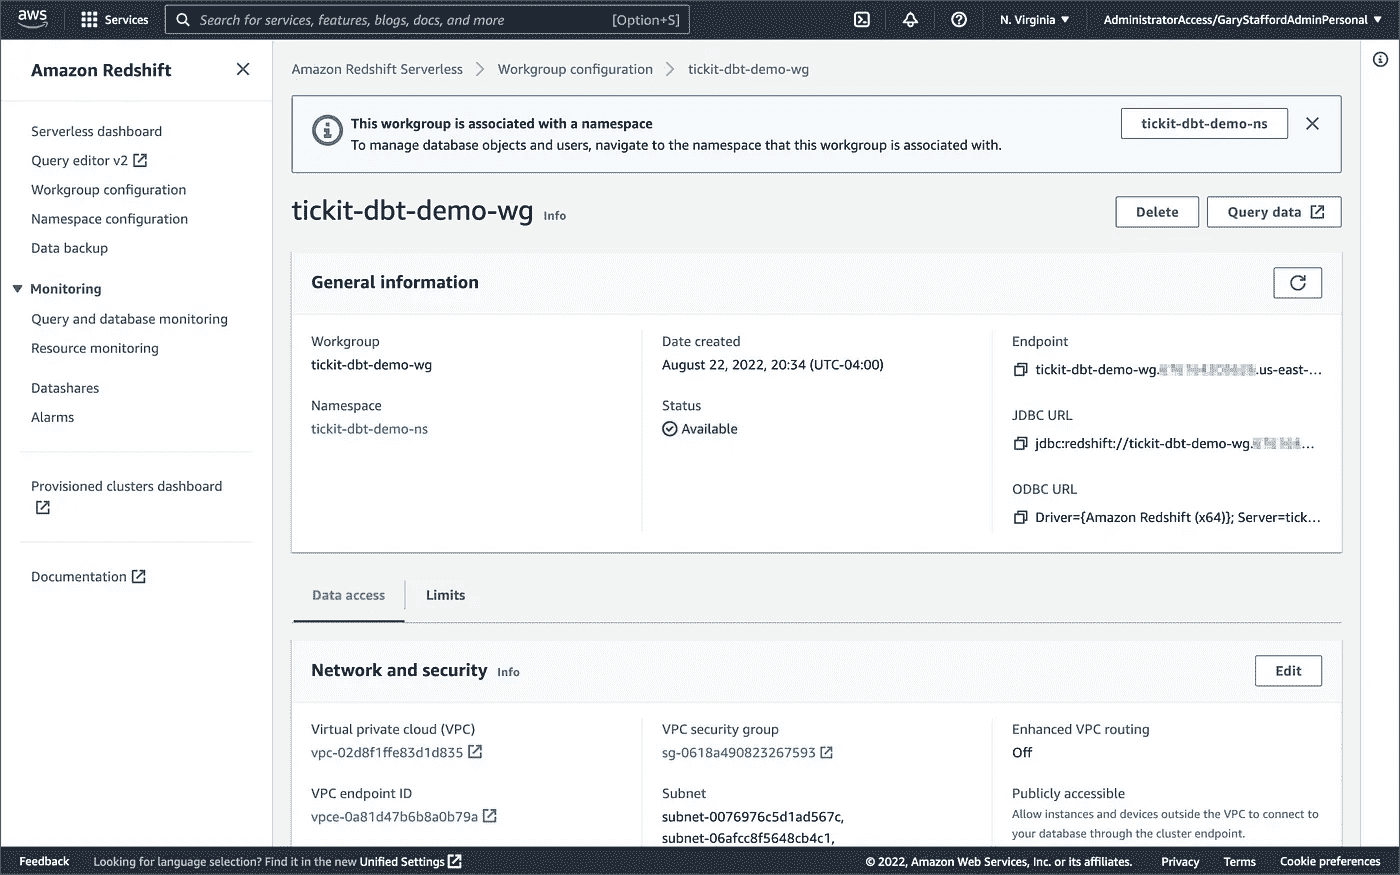 aws
Services
Search for services, features, blogs, docs, and more
[Option+S]
N. Virginia
AdministratorAccess/GaryStaffordAdminPersonal
Amazon Redshift
Serverless dashboard
Query editor v2
Workgroup configuration
Namespace configuration
Data backup
Monitoring
Query and database monitoring
Resource monitoring
Datashares
Alarms
Provisioned clusters dashboard
Documentation
Amazon Redshift Serverless
Workgroup configuration
tickit-dbt-demo-wg
This workgroup is associated with a namespace
To manage database objects and users, navigate to the namespace that this workgroup is associated with.
tickit-dbt-demo-ns
tickit-dbt-demo-wg Info
Delete
Query data
General information
Workgroup
tickit-dbt-demo-wg
Namespace
tickit-dbt-demo-ns
Date created
August 22, 2022, 20:34 (UTC-04:00)
Status
Available
Endpoint
tickit-dbt-demo-wg. .us-east-...
JDBC URL
jdbc:redshift://tickit-dbt-demo-wg. ...
ODBC URL
Driver={Amazon Redshift (x64)}; Server=tick...
Data access
Limits
Network and security Info
Edit
Virtual private cloud (VPC)
vpc-02d8f1ffe83d1d835
VPC endpoint ID
vpce-0a81d47b6b8a0b79a
VPC security group
sg-0618a490823267593
Subnet
subnet-0076976c5d1ad567c,
subnet-06afcc8f5648cb4c1,
Enhanced VPC routing
Off
Publicly accessible
Allow instances and devices outside the VPC to connect to
your database through the cluster endpoint.
Feedback
Looking for language selection? Find it in the new Unified Settings
© 2022, Amazon Web Services, Inc. or its affiliates.
Privacy
Terms
Cookie preferences